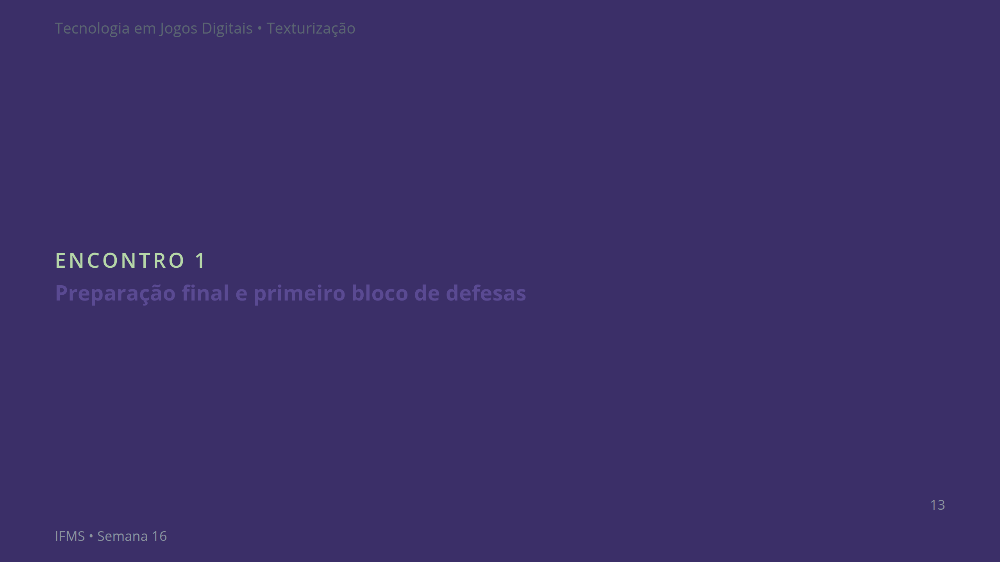 Tecnologia em Jogos Digitais • Texturização
ENCONTRO 1
Preparação final e primeiro bloco de defesas
13
IFMS • Semana 16